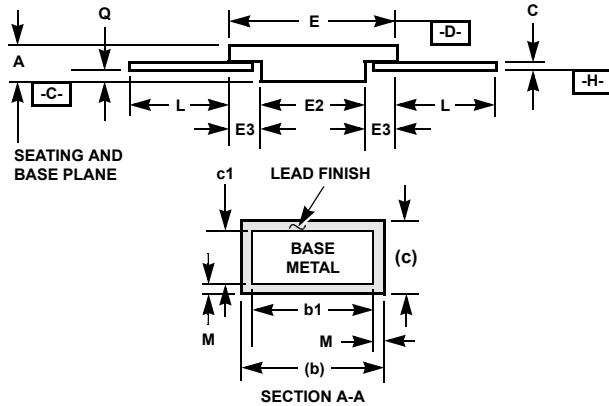 Q
E
-D-
C
A
-C-
-H-
L
E2
L
E3
E3
SEATING AND
BASE PLANE
c1
LEAD FINISH
BASE
METAL
(c)
b1
M
M
(b)
SECTION A-A